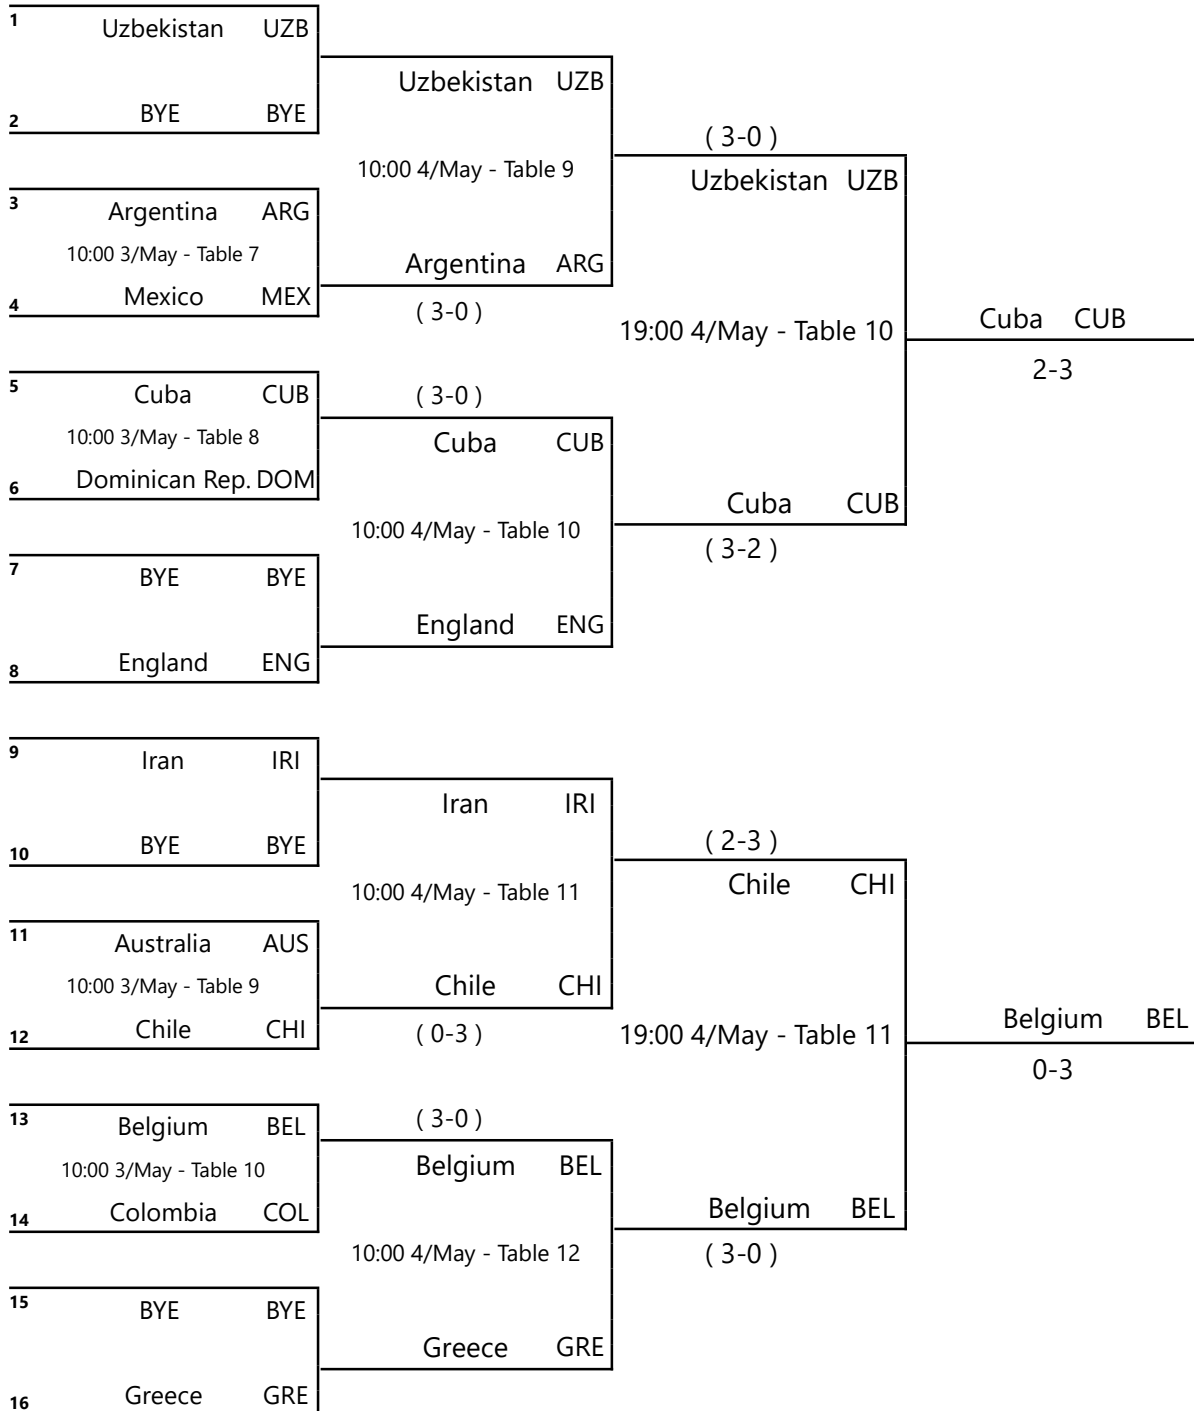 1
Uzbekistan UZB
2 BYE BYE
3
Argentina ARG
10:00 3/May - Table 7
4 Mexico MEX
5
Cuba CUB
10:00 3/May - Table 8
6 Dominican Rep. DOM
7
BYE BYE
8 England ENG
9
Iran IRI
10 BYE BYE
11
Australia AUS
10:00 3/May - Table 9
12 Chile CHI
13
Belgium BEL
10:00 3/May - Table 10
14 Colombia COL
15
BYE BYE
16 Greece GRE
Uzbekistan UZB
10:00 4/May - Table 9
Argentina ARG
( 3-0 )
( 3-0 )
Cuba CUB
10:00 4/May - Table 10
England ENG
Iran IRI
10:00 4/May - Table 11
Chile CHI
( 0-3 )
( 3-0 )
Belgium BEL
10:00 4/May - Table 12
Greece GRE
( 3-0 )
Uzbekistan UZB
19:00 4/May - Table 10
Cuba CUB
( 3-2 )
( 2-3 )
Chile CHI
19:00 4/May - Table 11
Belgium BEL
( 3-0 )
Cuba CUB
2-3
Belgium BEL
0-3